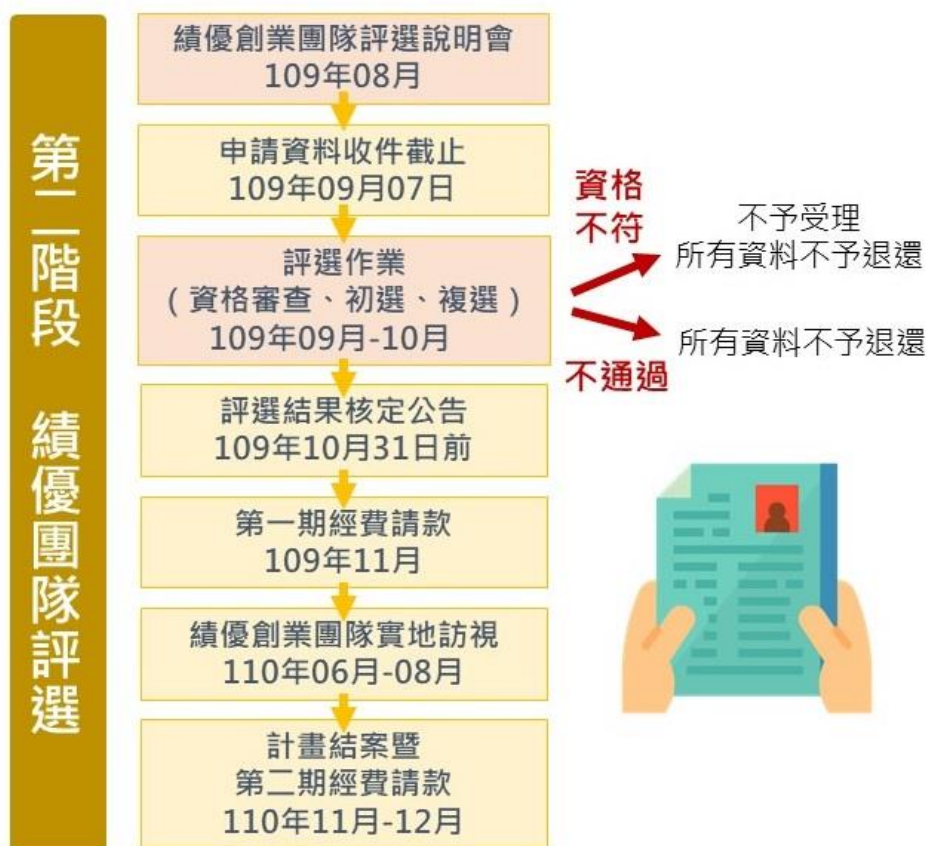 第二階段 績優團隊評選
績優創業團隊評選說明會
109年08月
申請資料收件截止
109年09月07日
評選作業
(資格審查、初選、複選)
109年09月-10月
資格
不符
不予受理
所有資料不予退還
不通過
所有資料不予退還
評選結果核定公告
109年10月31日前
第一期經費請款
109年11月
績優創業團隊實地訪視
110年06月-08月
計畫結案暨
第二期經費請款
110年11月-12月